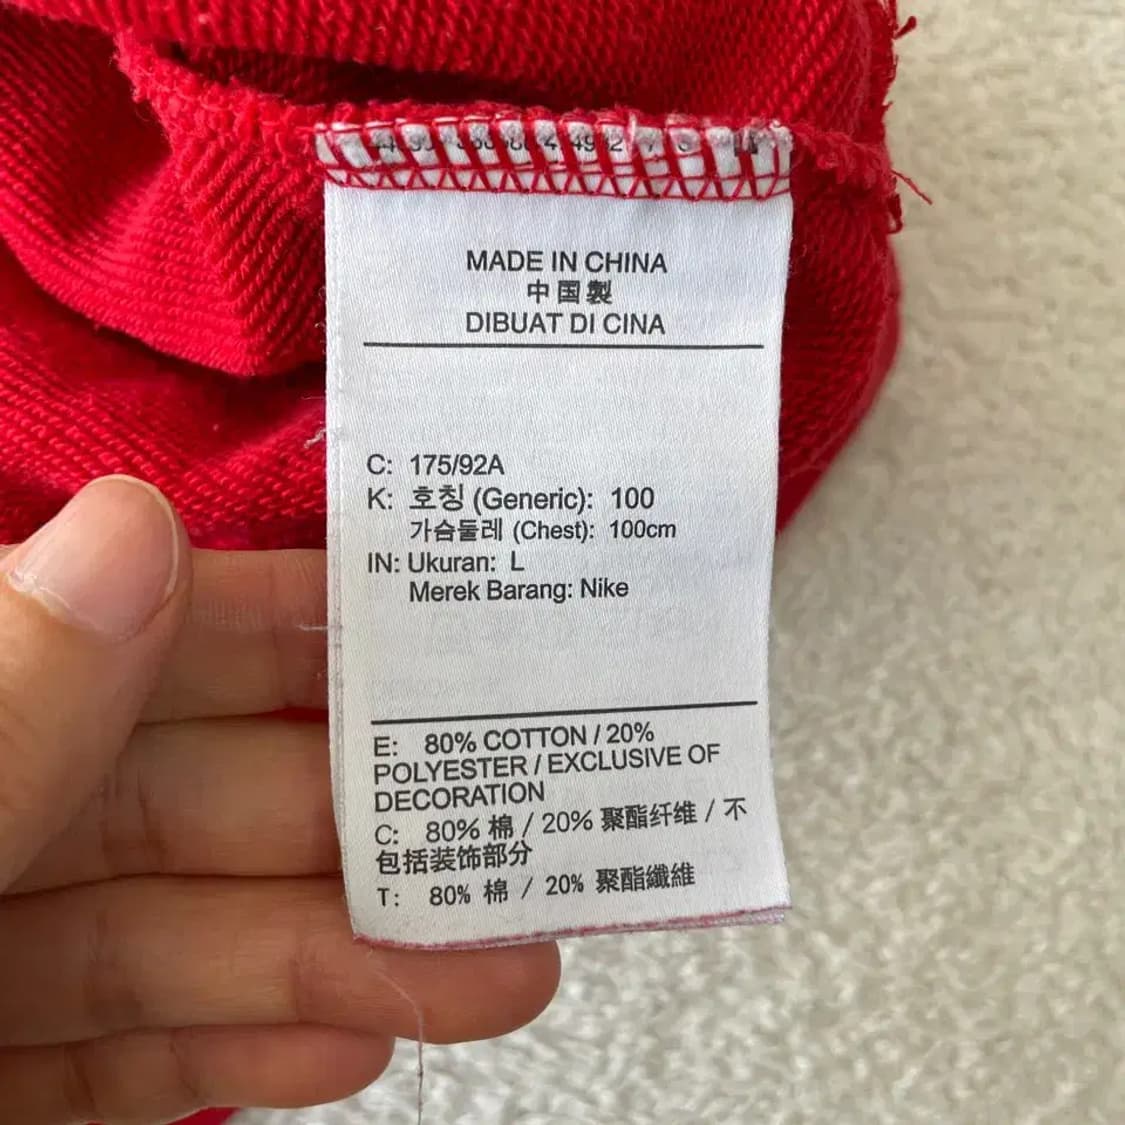 MADE IN CHINA
中国製
DIBUAT DI CINA
C: 175/92A
K: 호칭 (Generic): 100
가슴둘레 (Chest): 100cm
IN: Ukuran: L
Merek Barang: Nike
E: 80% COTTON / 20%
POLYESTER / EXCLUSIVE OF
DECORATION
C: 80% 棉 / 20% 聚酯纤维 / 不
包括装饰部分
T: 80% 棉 / 20% 聚酯纖維